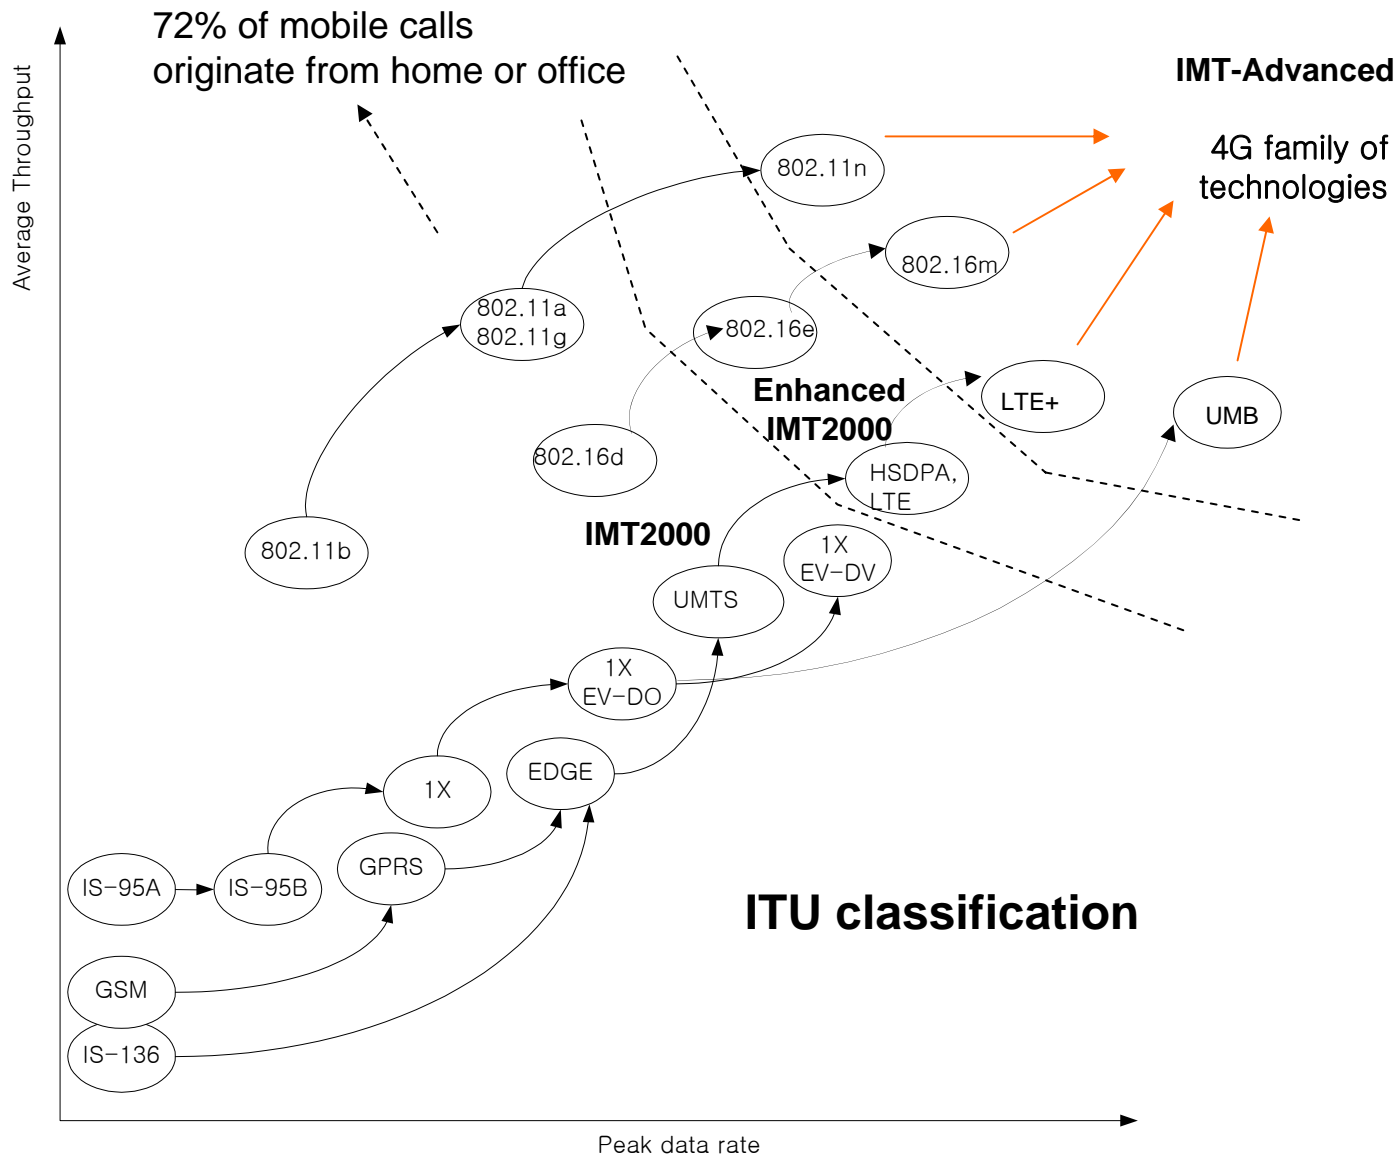 72% of mobile calls
originate from home or office
IMT-Advanced
4G family of
technologies
Average Throughput
802.11n
802.16m
802.11a
802.11g
802.16e
Enhanced
IMT2000
LTE+
UMB
802.16d
HSDPA,
LTE
IMT2000
802.11b
1X
EV-DV
UMTS
1X
EV-DO
EDGE
1X
GPRS
IS-95A
IS-95B
ITU classification
GSM
IS-136
Peak data rate